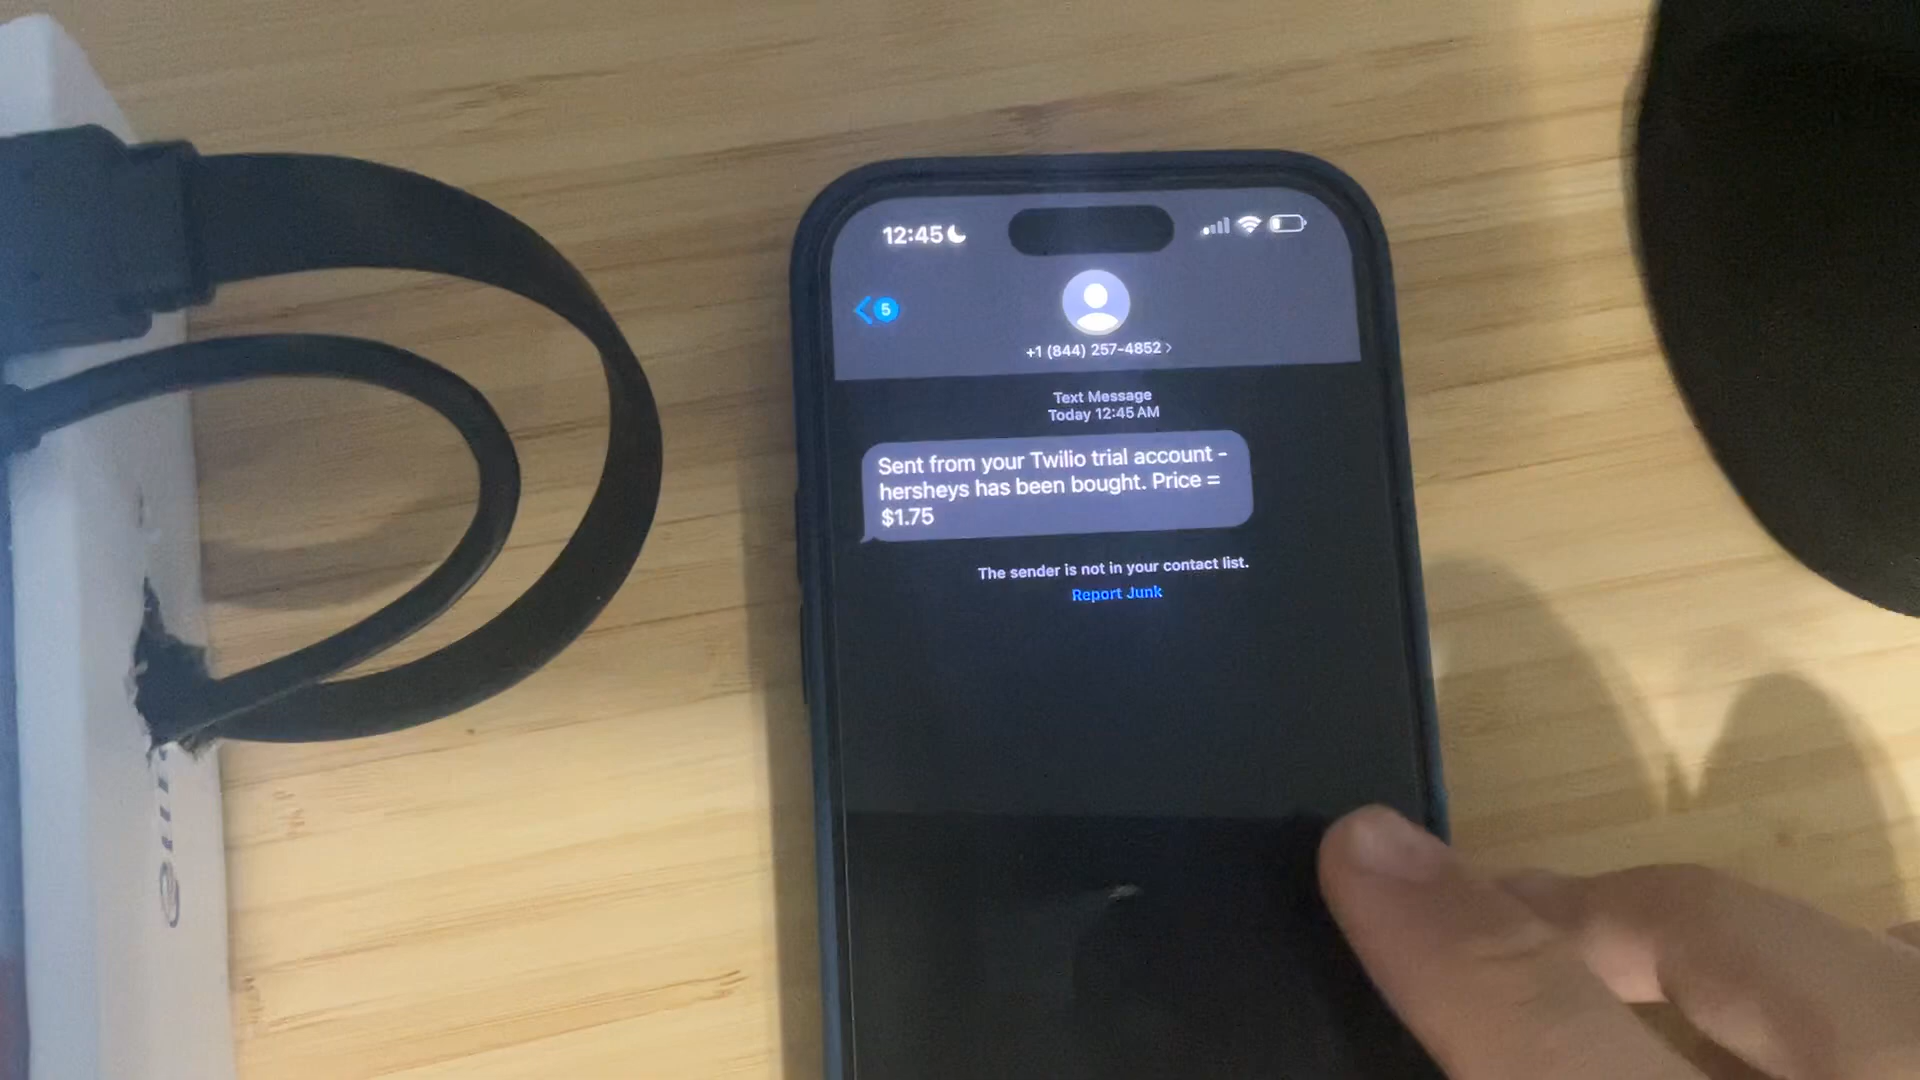 12:45
5
+1 (844) 257-4852 >
Text Message
Today 12:45 AM
Sent from your Twilio trial account -
hersheys has been bought. Price =
$1.75
The sender is not in your contact list.
Report Junk